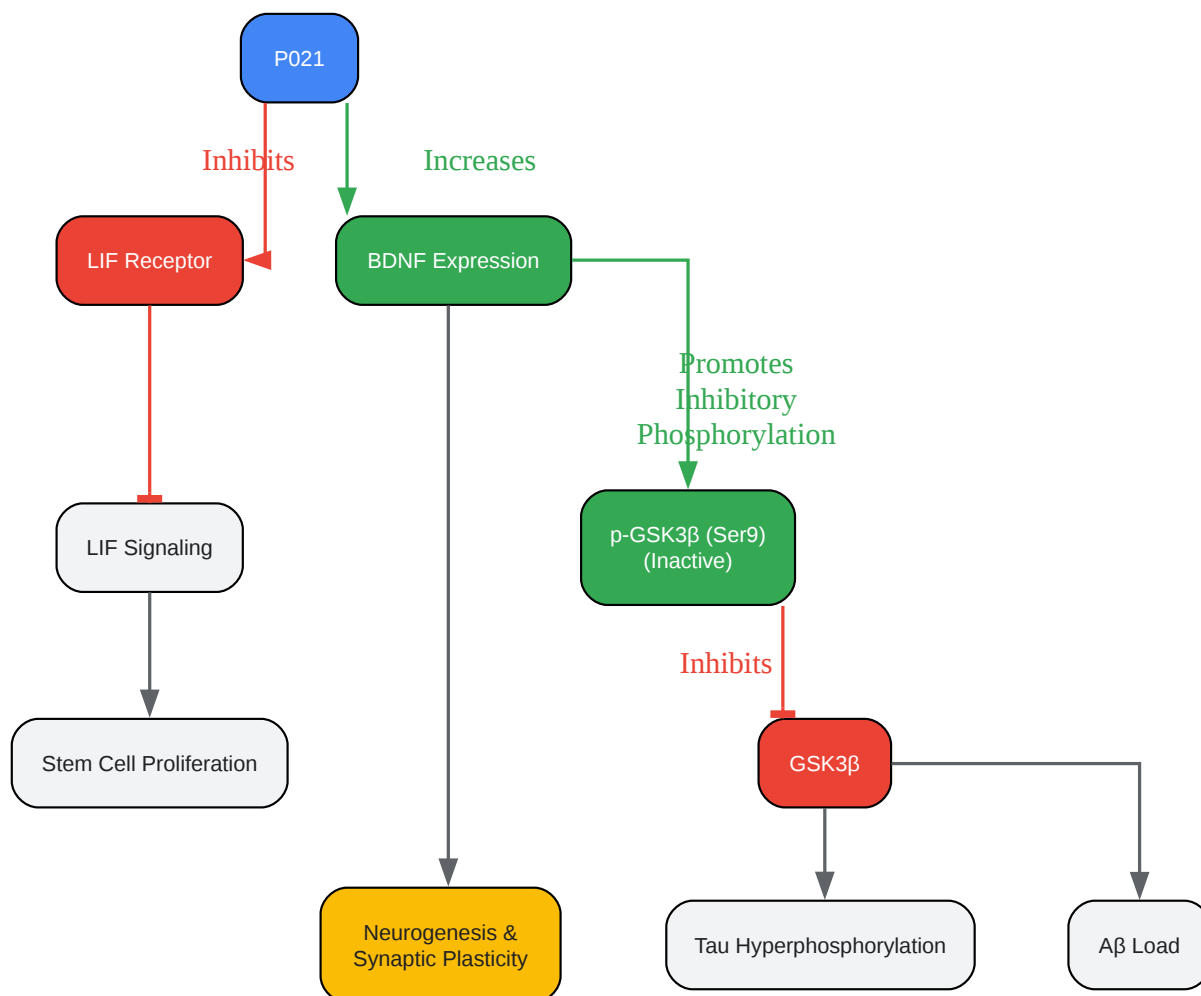 P021
Inhibits
Increases
LIF Receptor
BDNF Expression
Promotes
Inhibitory
Phosphorylation
LIF Signaling
p-GSK3β (Ser9)
(Inactive)
Inhibits
Stem Cell Proliferation
GSK3β
Neurogenesis &
Synaptic Plasticity
Tau Hyperphosphorylation
Aβ Load